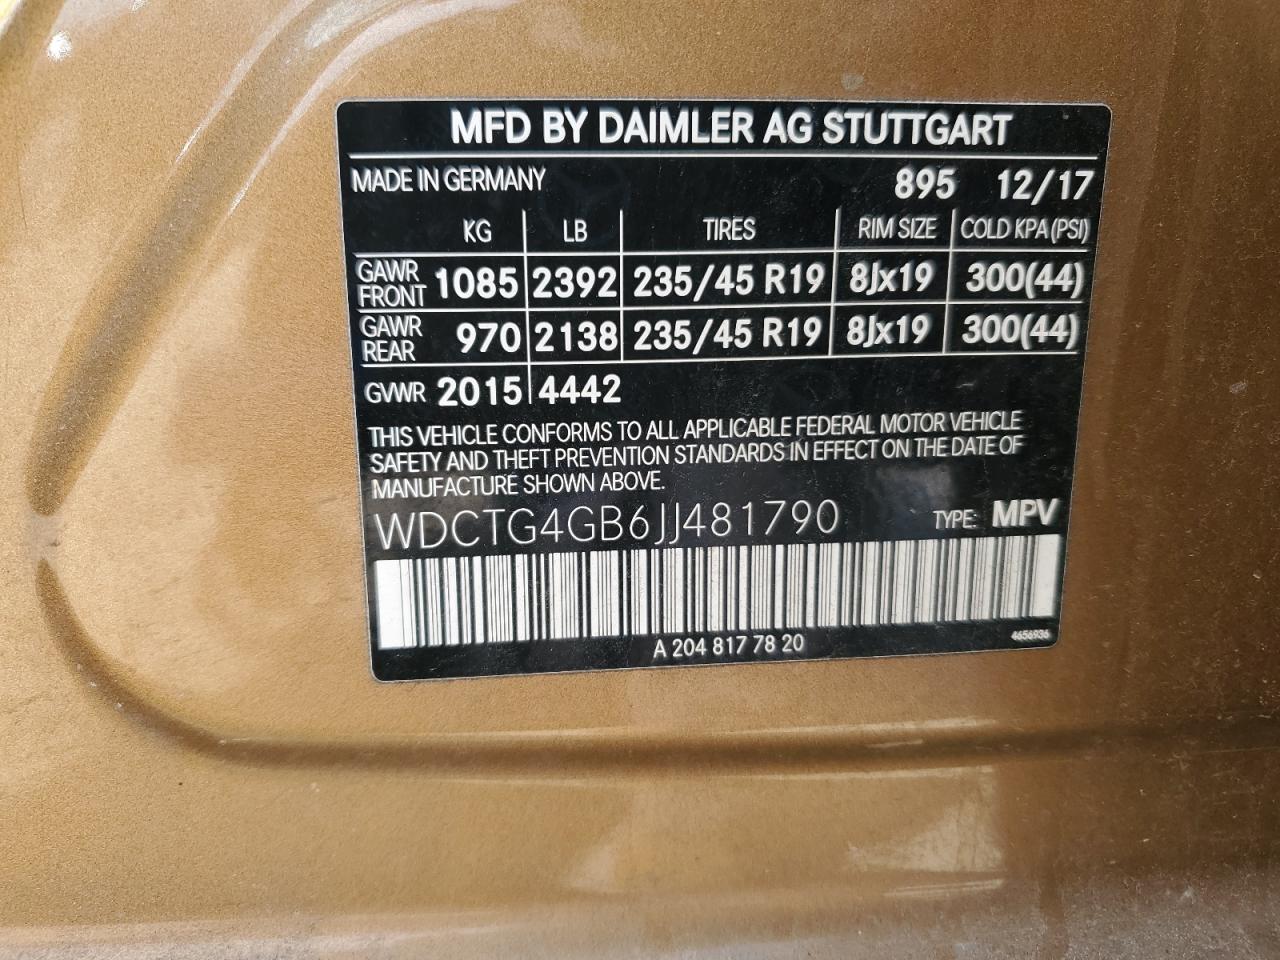 MFD BY DAIMLER AG STUTTGART
MADE IN GERMANY 895 12/17
KG LB TIRES RIM SIZE COLD KPA(PSI)
GAWR FRONT 1085 2392 235/45 R19 8Jx19 300(44)
GAWR REAR 970 2138 235/45 R19 8Jx19 300(44)
GVWR 2015 4442
THIS VEHICLE CONFORMS TO ALL APPLICABLE FEDERAL MOTOR VEHICLE
SAFETY AND THEFT PREVENTION STANDARDS IN EFFECT ON THE DATE OF
MANUFACTURE SHOWN ABOVE.
WDCTG4GB6JJ481790 TYPE: MPV
A 204 817 78 20 4656936